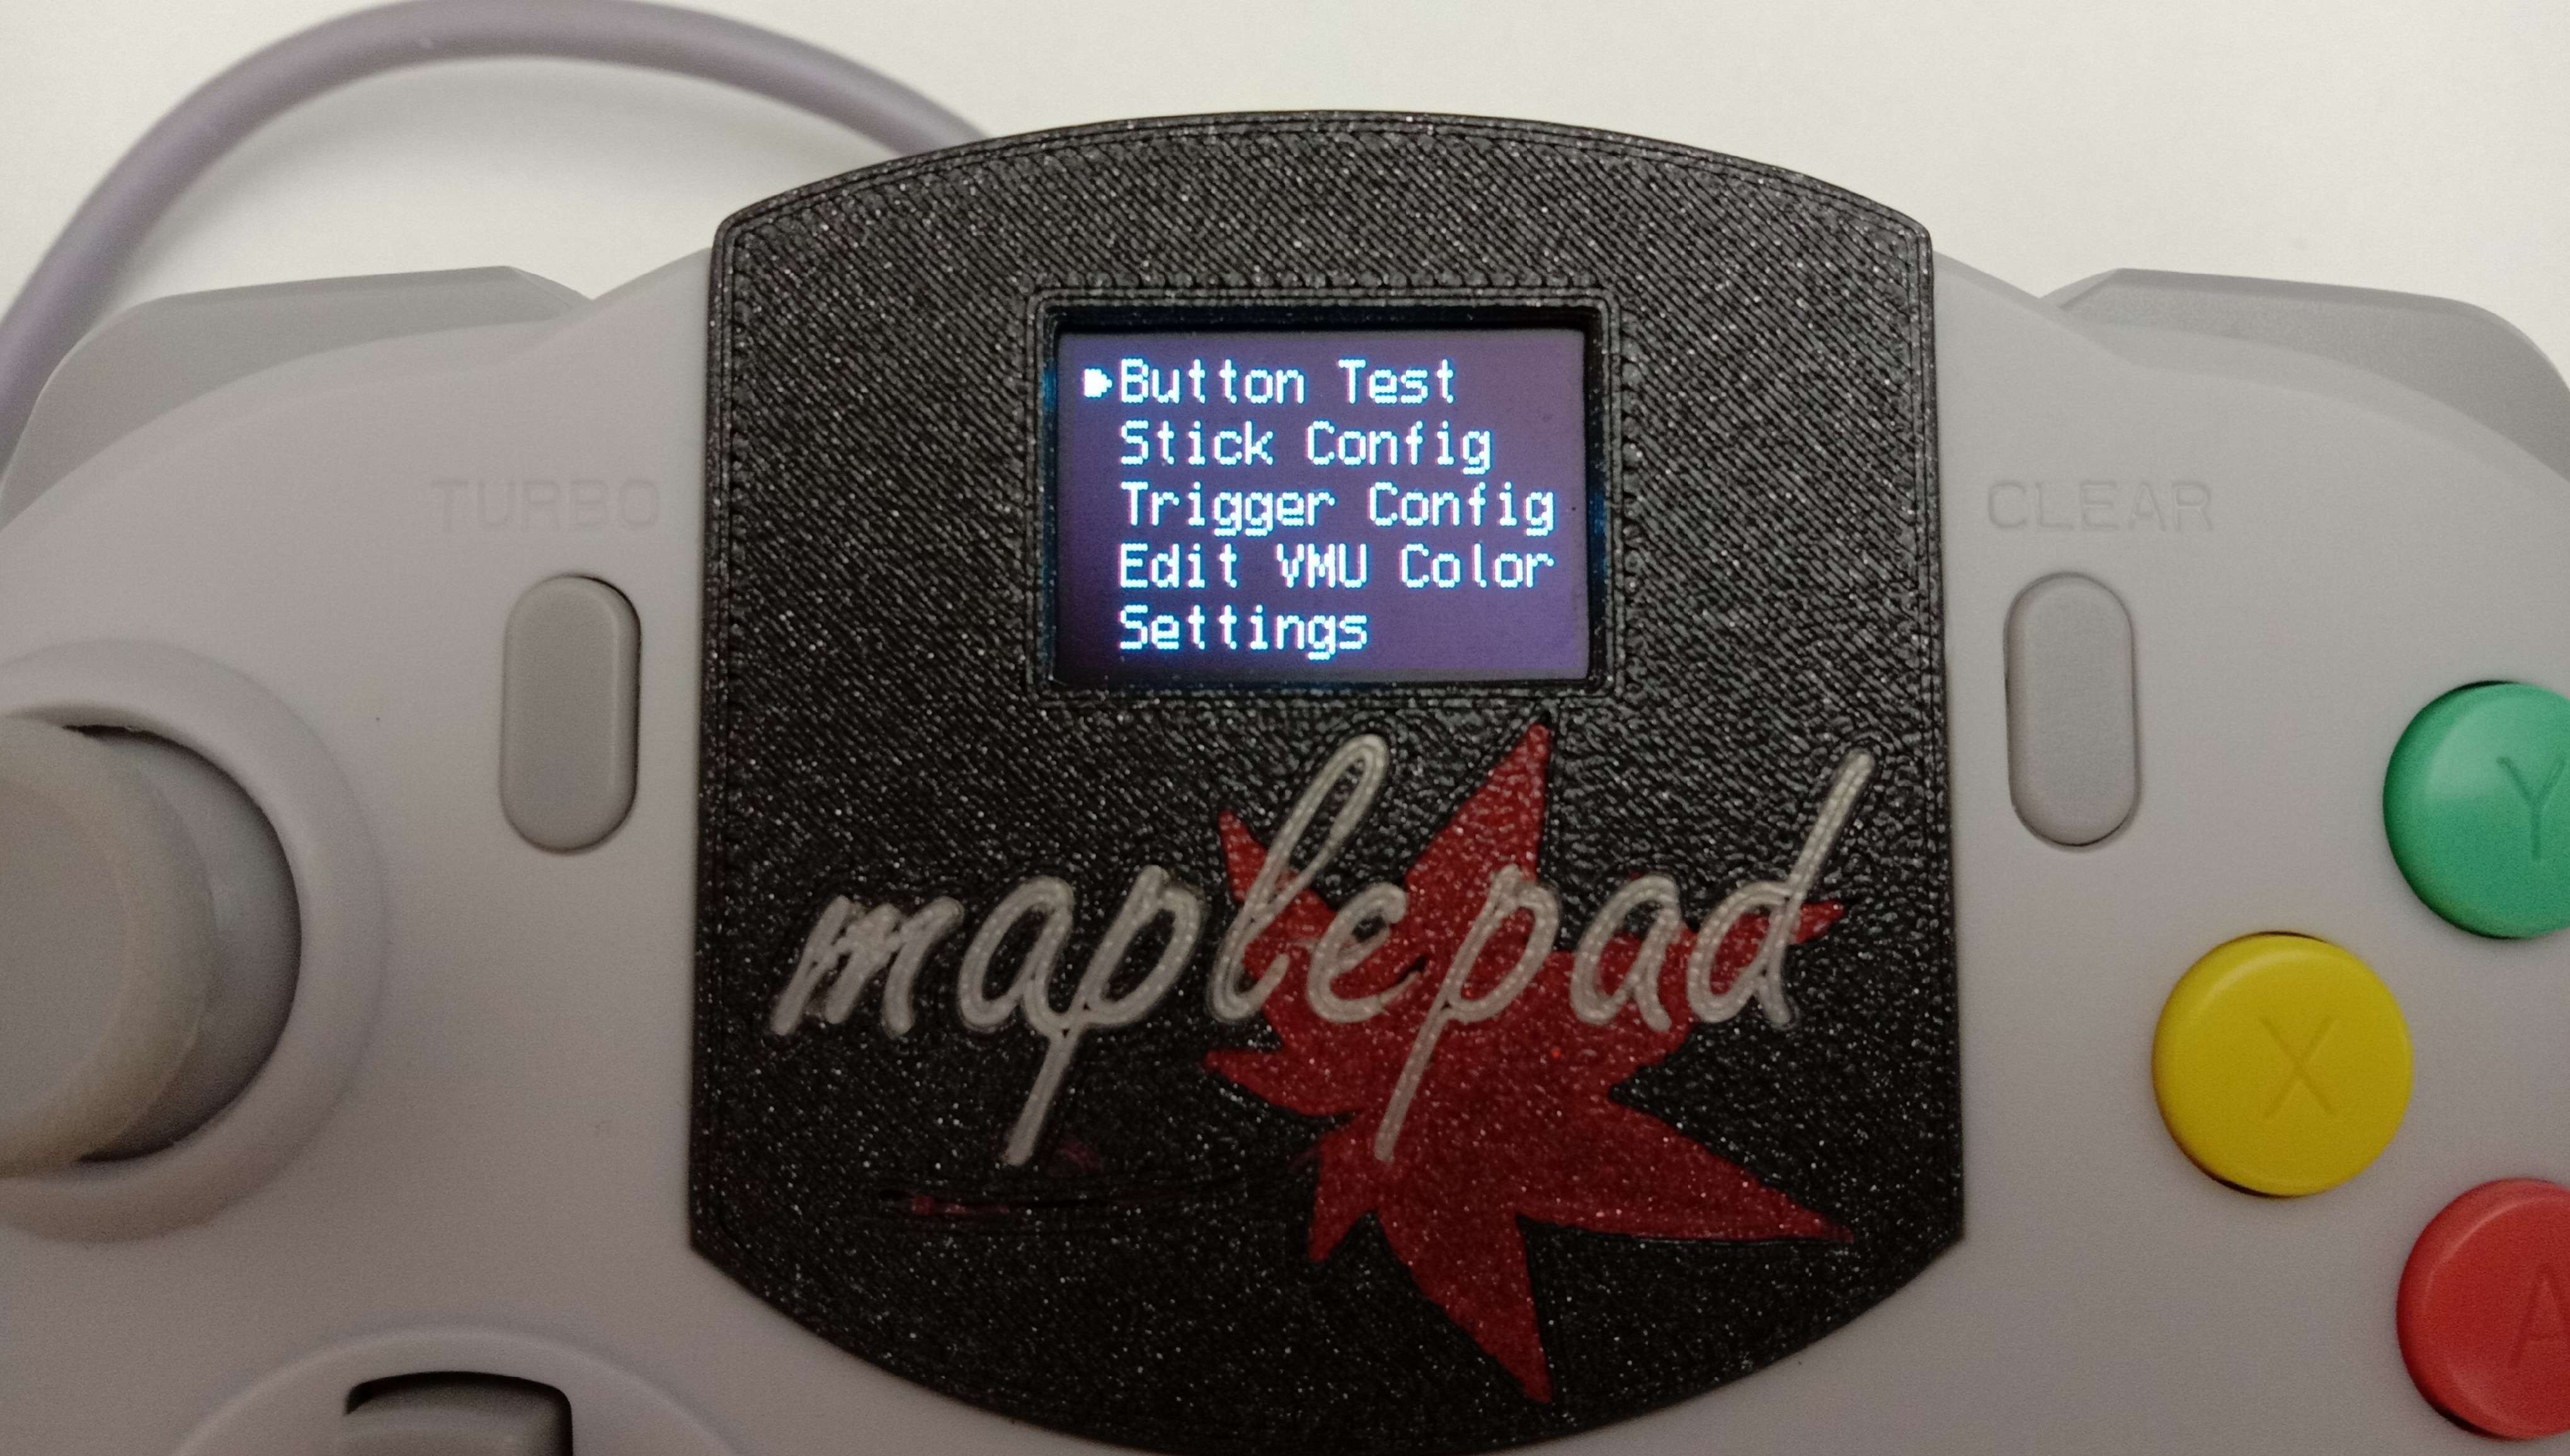 Button Test
Stick Config
Trigger Config
Edit VMU Color
Settings
TURBO
CLEAR
maplepad
Y
X
A